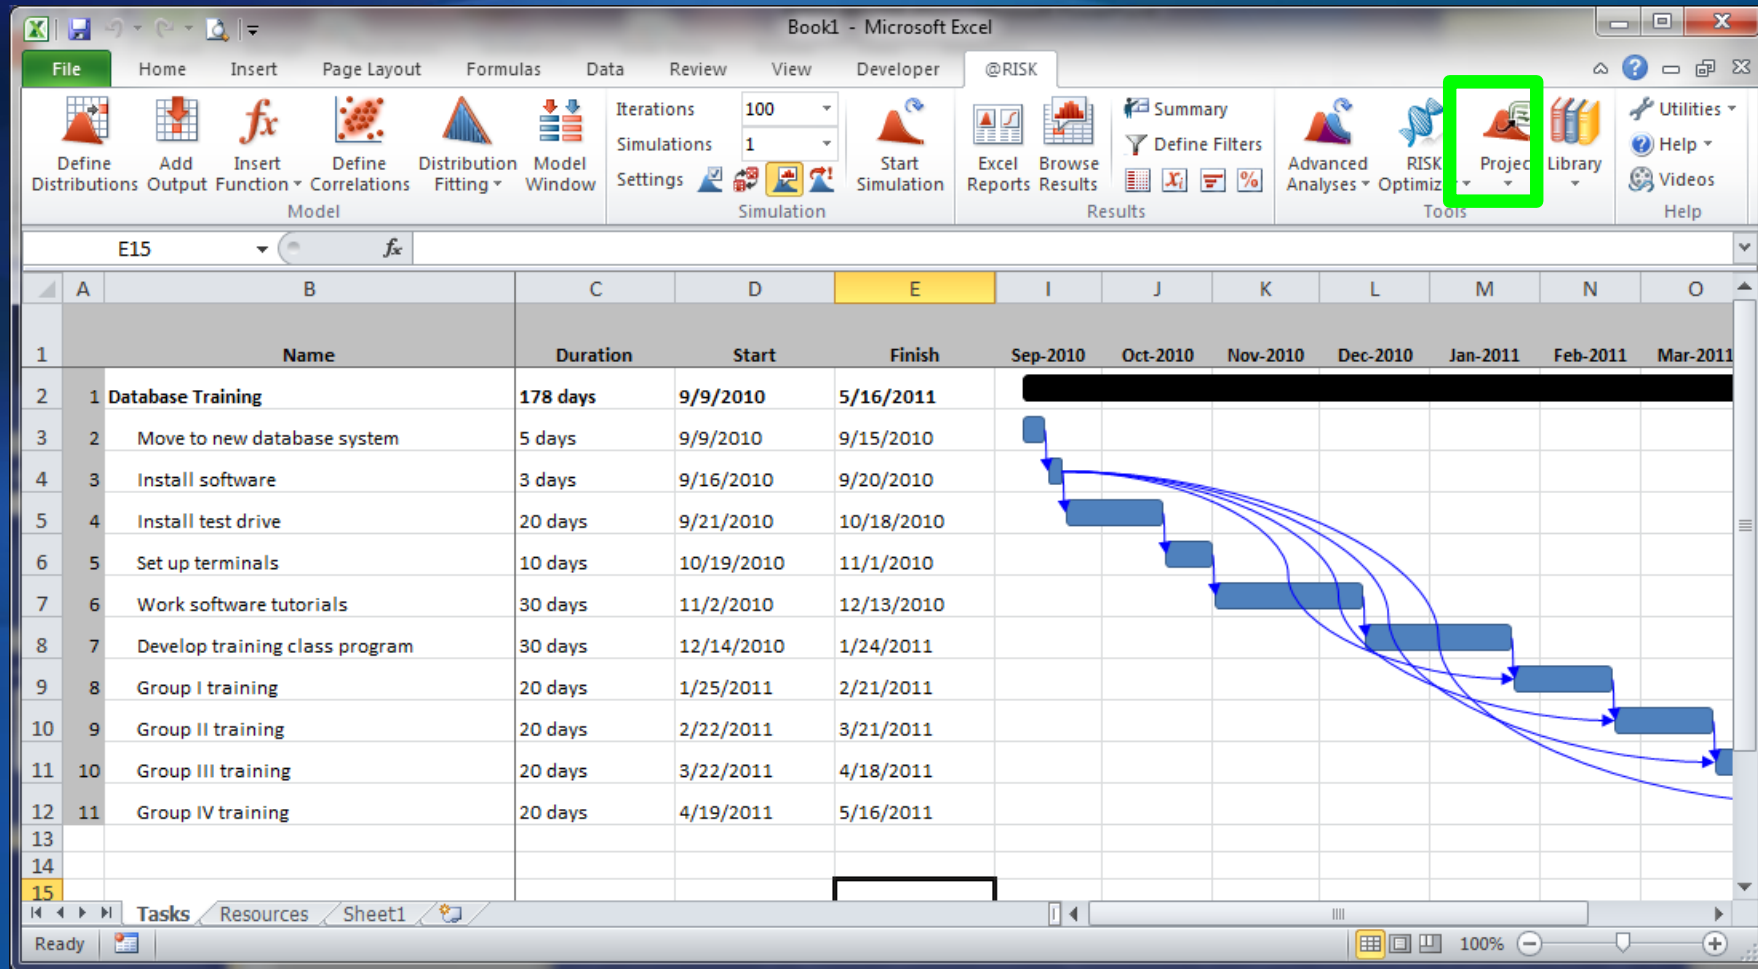 Book1 - Microsoft Excel
File Home Insert Page Layout Formulas Data Review View Developer @RISK
Define Distributions
Add Output
Insert Function
Define Correlations
Distribution Fitting
Model Window
Model
Iterations 100
Simulations 1
Settings
Start Simulation
Simulation
Excel Reports
Browse Results
Summary
Define Filters
Results
Advanced Analyses
RISK
Project
Library
Tools
Utilities
Help
Videos
Help
E15 fx
A B C D E I J K L M N O
1 Name Duration Start Finish Sep-2010 Oct-2010 Nov-2010 Dec-2010 Jan-2011 Feb-2011 Mar-2011
2 1 Database Training 178 days 9/9/2010 5/16/2011
3 2 Move to new database system 5 days 9/9/2010 9/15/2010
4 3 Install software 3 days 9/16/2010 9/20/2010
5 4 Install test drive 20 days 9/21/2010 10/18/2010
6 5 Set up terminals 10 days 10/19/2010 11/1/2010
7 6 Work software tutorials 30 days 11/2/2010 12/13/2010
8 7 Develop training class program 30 days 12/14/2010 1/24/2011
9 8 Group I training 20 days 1/25/2011 2/21/2011
10 9 Group II training 20 days 2/22/2011 3/21/2011
11 10 Group III training 20 days 3/22/2011 4/18/2011
12 11 Group IV training 20 days 4/19/2011 5/16/2011
13
14
15
Tasks Resources Sheet1
Ready 100%